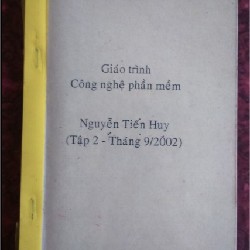 Giáo trình
Công nghệ phần mềm
Nguyễn Tiến Huy
(Tập 2 - Tháng 9/2002)